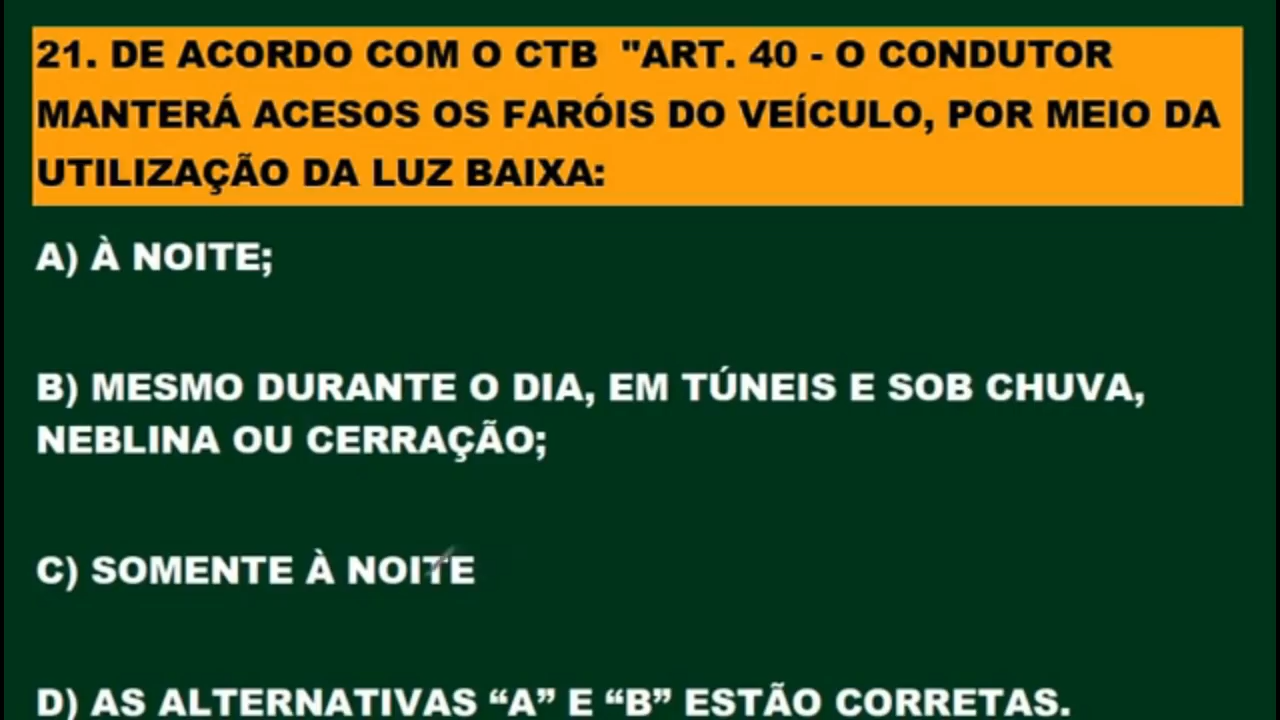 21. DE ACORDO COM O CTB "ART. 40 - O CONDUTOR
MANTERÁ ACESOS OS FARÓIS DO VEÍCULO, POR MEIO DA
UTILIZAÇÃO DA LUZ BAIXA:
A) À NOITE;
B) MESMO DURANTE O DIA, EM TÚNEIS E SOB CHUVA,
NEBLINA OU CERRAÇÃO;
C) SOMENTE À NOITE
D) AS ALTERNATIVAS “A” E “B” ESTÃO CORRETAS.